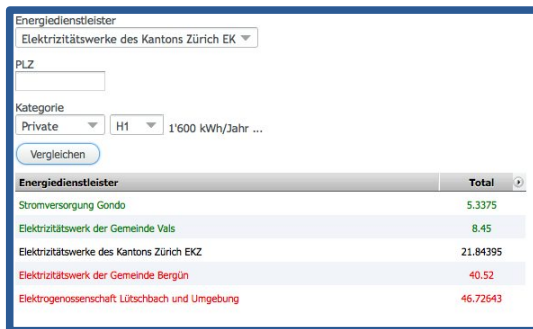 Energiedienstleister
Elektrizitätswerke des Kantons Zürich EK
PLZ
Kategorie
Private H1 1'600 kWh/Jahr ...
Vergleichen
Energiedienstleister Total
Stromversorgung Gondo 5.3375
Elektrizitätswerk der Gemeinde Vals 8.45
Elektrizitätswerke des Kantons Zürich EKZ 21.84395
Elektrizitätswerk der Gemeinde Bergün 40.52
Elektrogenossenschaft Lütschbach und Umgebung 46.72643